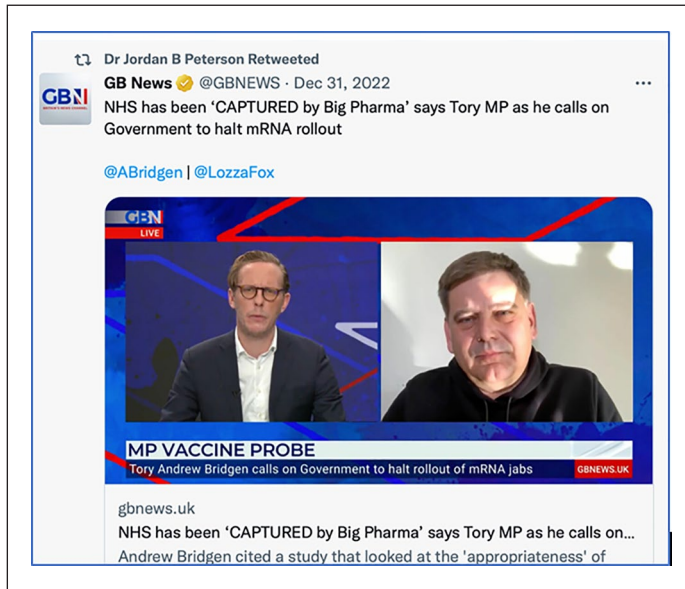 Dr Jordan B Peterson Retweeted
GB News @GBNEWS · Dec 31, 2022
GBN
NHS has been ‘CAPTURED by Big Pharma’ says Tory MP as he calls on
Government to halt mRNA rollout
@ABridgen | @LozzaFox
GBN
LIVE
MP VACCINE PROBE
Tory Andrew Bridgen calls on Government to halt rollout of mRNA jabs
GBNEWS.UK
gbnews.uk
NHS has been ‘CAPTURED by Big Pharma’ says Tory MP as he calls on...
Andrew Bridgen cited a study that looked at the 'appropriateness' of